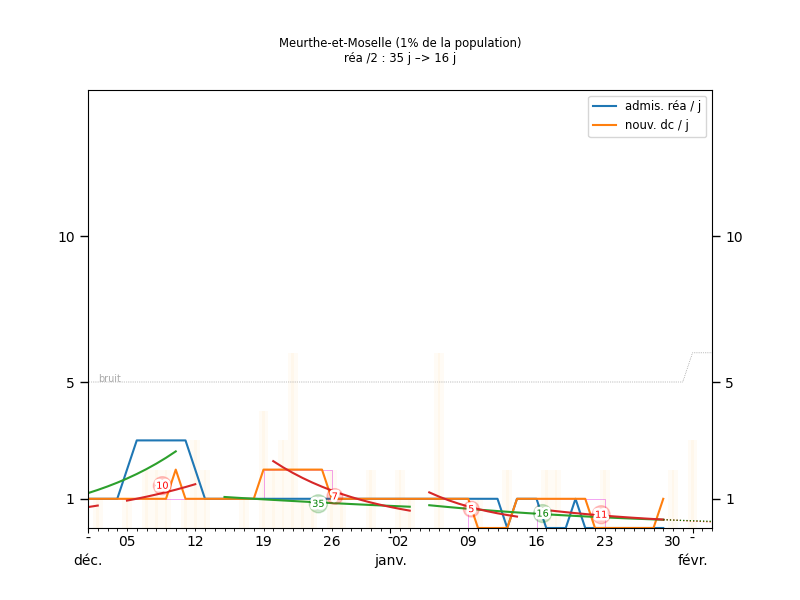 Meurthe-et-Moselle (1% de la population)
réa /2 : 35 j –> 16 j
admis. réa / j
nouv. dc / j
10
10
bruit
5
5
10
7
35
5
16
11
1
1
- 05 12 19 26 02 09 16 23 30 -
déc. janv. févr.